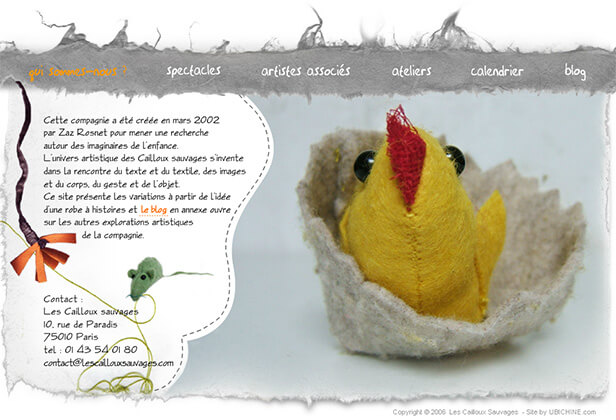 qui sommes-nous ? spectacles artistes associés ateliers calendrier blog
Cette compagnie a été créée en mars 2002
par Zaz Rosnet pour mener une recherche
autour des imaginaires de l'enfance.
L'univers artistique des Cailloux sauvages s'invente
dans la rencontre du texte et du textile, des images
et du corps, du geste et de l'objet.
Ce site présente les variations à partir de l'idée
d'une robe à histoires et le blog en annexe ouvre
sur les autres explorations artistiques
de la compagnie.
Contact :
Les Cailloux sauvages
10, rue de Paradis
75010 Paris
tel : 01 43 54 01 80
contact@lescaillouxsauvages.com
Copyright © 2006 Les Cailloux Sauvages - Site by UBICHNE.com